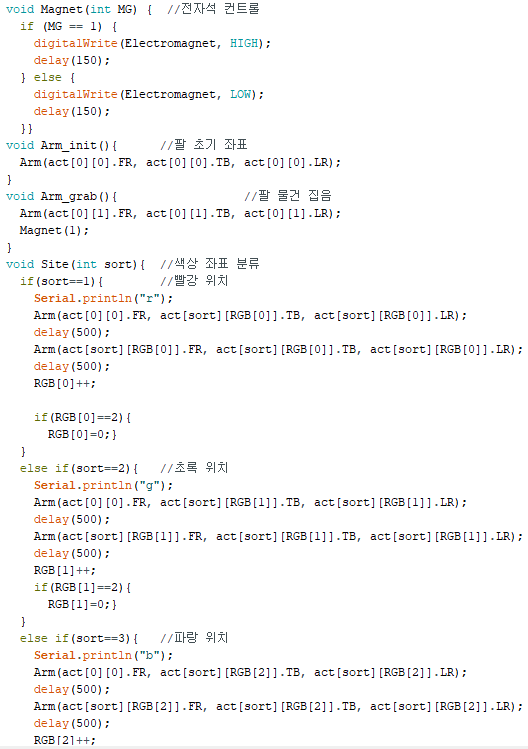 void Magnet(int MG) {  //전자석 컨트롤
  if (MG == 1) {
    digitalWrite(Electromagnet, HIGH);
    delay(150);
  } else {
    digitalWrite(Electromagnet, LOW);
    delay(150);
  }}
void Arm_init(){      //팔 초기 좌표
  Arm(act[0][0].FR, act[0][0].TB, act[0][0].LR);
}
void Arm_grab(){                  //팔 물건 집음
  Arm(act[0][1].FR, act[0][1].TB, act[0][1].LR);
  Magnet(1);
}
void Site(int sort){  //색상 좌표 분류
  if(sort==1){        //빨강 위치
    Serial.println("r");
    Arm(act[0][0].FR, act[sort][RGB[0]].TB, act[sort][RGB[0]].LR);
    delay(500);
    Arm(act[sort][RGB[0]].FR, act[sort][RGB[0]].TB, act[sort][RGB[0]].LR);
    delay(500);
    RGB[0]++;

    if(RGB[0]==2){
      RGB[0]=0;}
  }
  else if(sort==2){   //초록 위치
    Serial.println("g");
    Arm(act[0][0].FR, act[sort][RGB[1]].TB, act[sort][RGB[1]].LR);
    delay(500);
    Arm(act[sort][RGB[1]].FR, act[sort][RGB[1]].TB, act[sort][RGB[1]].LR);
    delay(500);
    RGB[1]++;
    if(RGB[1]==2){
      RGB[1]=0;}
  }
  else if(sort==3){   //파랑 위치
    Serial.println("b");
    Arm(act[0][0].FR, act[sort][RGB[2]].TB, act[sort][RGB[2]].LR);
    delay(500);
    Arm(act[sort][RGB[2]].FR, act[sort][RGB[2]].TB, act[sort][RGB[2]].LR);
    delay(500);
    RGB[2]++;